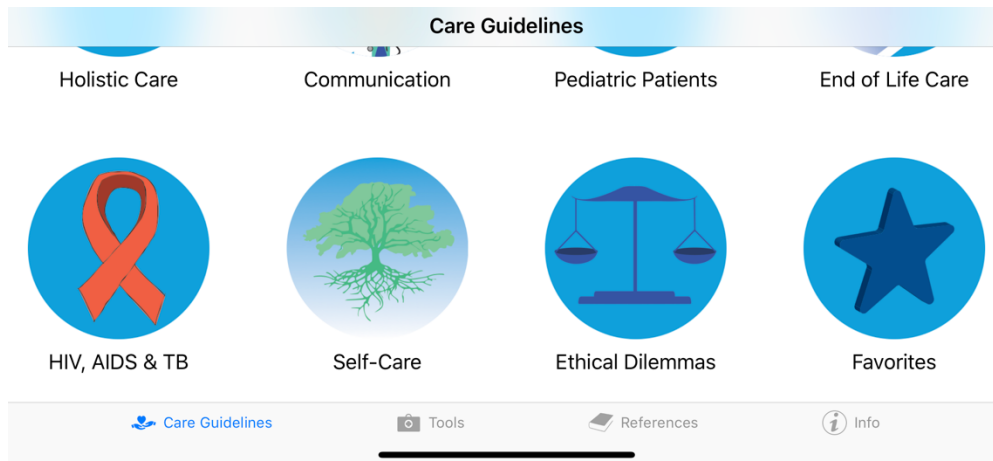 Care Guidelines
Holistic Care
Communication
Pediatric Patients
End of Life Care
HIV, AIDS & TB
Self-Care
Ethical Dilemmas
Favorites
Care Guidelines
Tools
References
Info